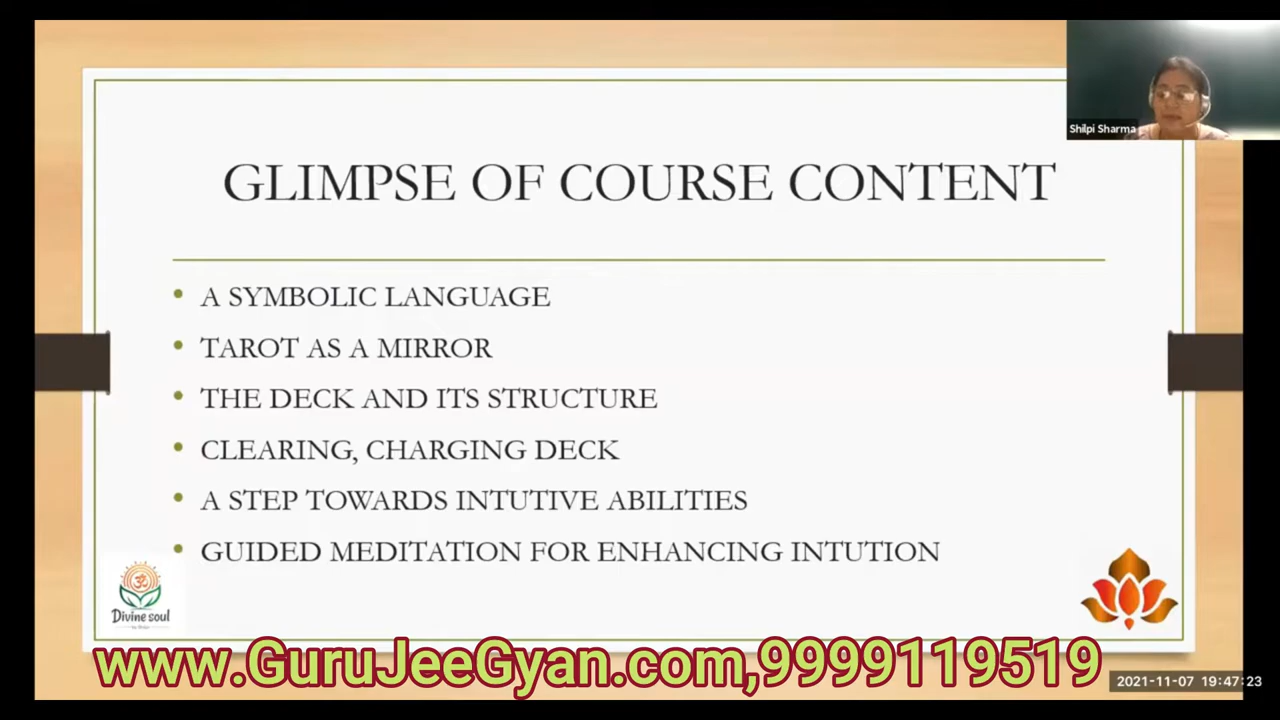 Shilpi Sharma
GLIMPSE OF COURSE CONTENT
• A SYMBOLIC LANGUAGE
• TAROT AS A MIRROR
• THE DECK AND ITS STRUCTURE
• CLEARING, CHARGING DECK
• A STEP TOWARDS INTUTIVE ABILITIES
• GUIDED MEDITATION FOR ENHANCING INTUTION
ॐ
Divine soul
www.GuruJeeGyan.com,9999119519
2021-11-07 19:47:23